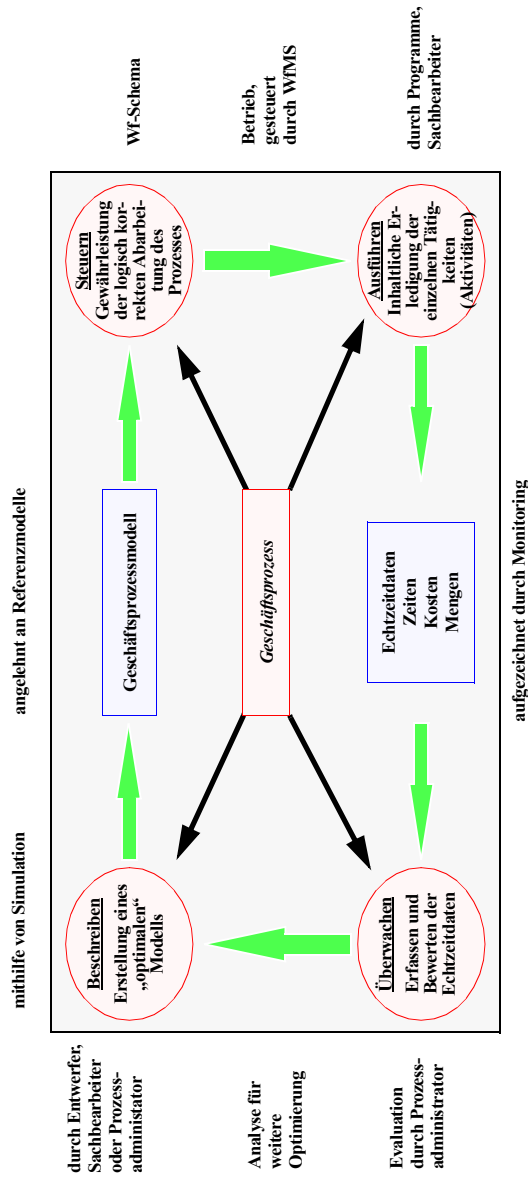 mithilfe von Simulation
angelehnt an Referenzmodelle
durch Entwerfer,
Sachbearbeiter
oder Prozess-
administator
Beschreiben
Erstellung eines
„optimalen“
Modells
Geschäftsprozessmodell
Steuern
Gewährleistung
der logisch kor-
rekten Abarbei-
tung des
Prozesses
Wf-Schema
Analyse für
weitere
Optimierung
Geschäftsprozess
Betrieb,
gesteuert
durch WfMS
Evaluation
durch Prozess-
administrator
Überwachen
Erfassen und
Bewerten der
Echtzeitdaten
Echtzeitdaten
Zeiten
Kosten
Mengen
Ausführen
Inhaltliche Er-
ledigung der
einzelnen Tätig-
keiten
(Aktivitäten)
durch Programme,
Sachbearbeiter
aufgezeichnet durch Monitoring